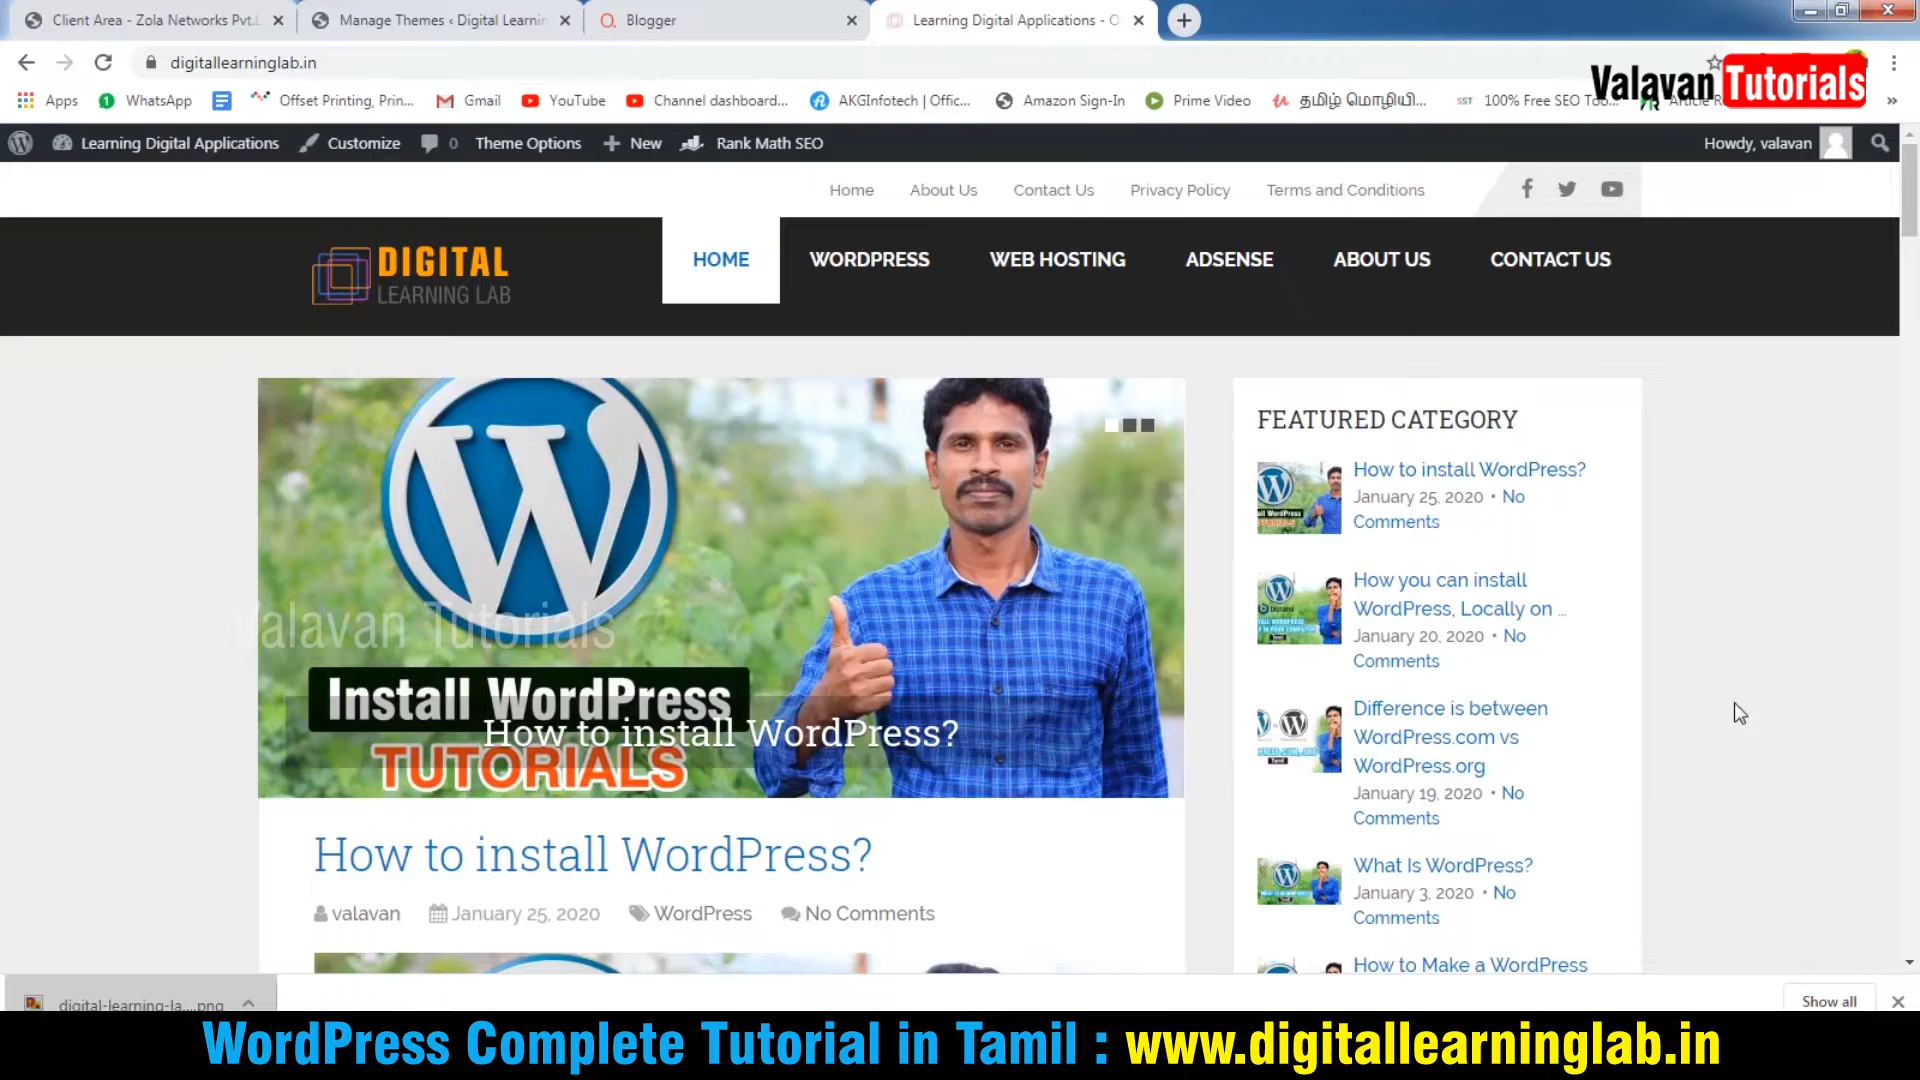 Client Area - Zola Networks Pvt.
Manage Themes ‹ Digital Learnin
Blogger
Learning Digital Applications - O
digitallearninglab.in
Valavan Tutorials
Apps
WhatsApp
Offset Printing, Prin...
Gmail
YouTube
Channel dashboard...
AKGInfotech | Offic...
Amazon Sign-In
Prime Video
தமிழ் மொழியி...
SST 100% Free SEO Too...
Learning Digital Applications
Customize
0
Theme Options
New
Rank Math SEO
Howdy, valavan
Home
About Us
Contact Us
Privacy Policy
Terms and Conditions
DIGITAL
LEARNING LAB
HOME
WORDPRESS
WEB HOSTING
ADSENSE
ABOUT US
CONTACT US
Valavan Tutorials
Install WordPress
How to install WordPress?
TUTORIALS
How to install WordPress?
valavan
January 25, 2020
WordPress
No Comments
FEATURED CATEGORY
How to install WordPress?
January 25, 2020 • No
Comments
How you can install
WordPress, Locally on ...
January 20, 2020 • No
Comments
Difference is between
WordPress.com vs
WordPress.org
January 19, 2020 • No
Comments
What Is WordPress?
January 3, 2020 • No
Comments
How to Make a WordPress
digital-learning-la....png
Show all
WordPress Complete Tutorial in Tamil : www.digitallearninglab.in